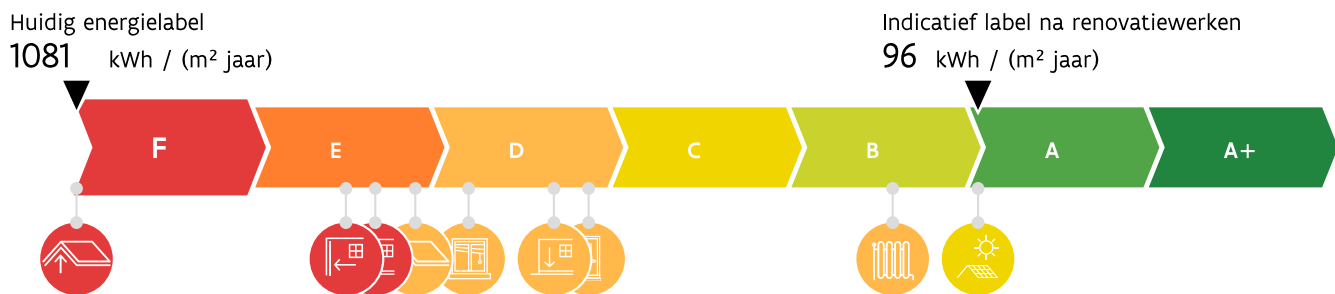 Huidig energielabel
1081 kWh / (m² jaar)
Indicatief label na renovatiewerken
96 kWh / (m² jaar)
F E D C B A A+